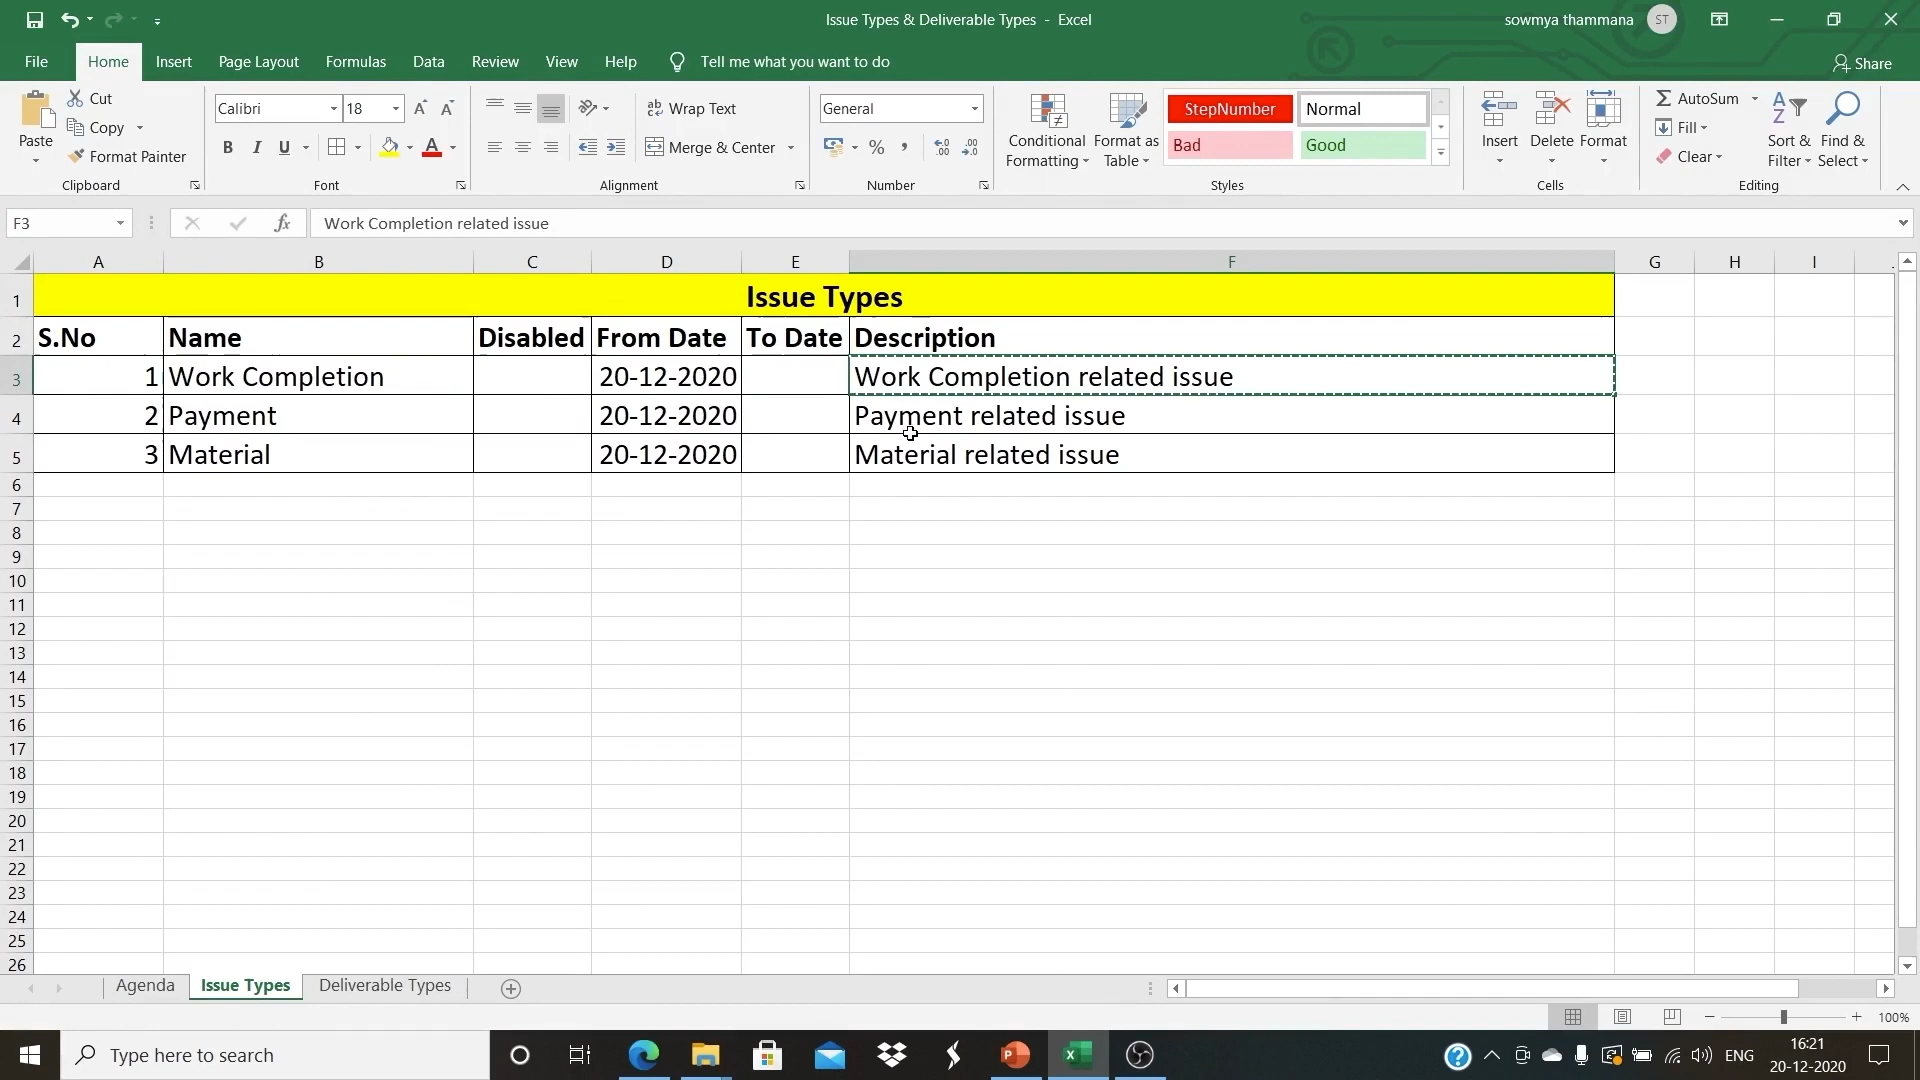 Issue Types & Deliverable Types - Excel
sowmya thammana ST
File Home Insert Page Layout Formulas Data Review View Help Tell me what you want to do Share
Paste Cut Copy Format Painter Clipboard
Calibri 18 B I U Font
Wrap Text Merge & Center Alignment
General % , Number
Conditional Formatting Format as Table StepNumber Normal Bad Good Styles
Insert Delete Format Cells
AutoSum Fill Clear Sort & Filter Find & Select Editing
F3 fx Work Completion related issue
A B C D E F G H I
1 Issue Types
2 S.No Name Disabled From Date To Date Description
3 1 Work Completion 20-12-2020 Work Completion related issue
4 2 Payment 20-12-2020 Payment related issue
5 3 Material 20-12-2020 Material related issue
6
7
8
9
10
11
12
13
14
15
16
17
18
19
20
21
22
23
24
25
26
Agenda Issue Types Deliverable Types
100%
Type here to search ENG 16:21
20-12-2020